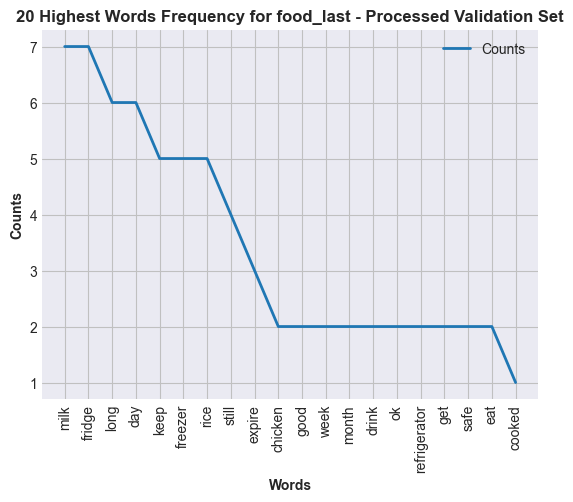 20 Highest Words Frequency for food_last - Processed Validation Set
Counts
7
6
5
4
3
2
1
Counts
milk
fridge
long
day
keep
freezer
rice
still
expire
chicken
good
week
month
drink
ok
refrigerator
get
safe
eat
cooked
Words